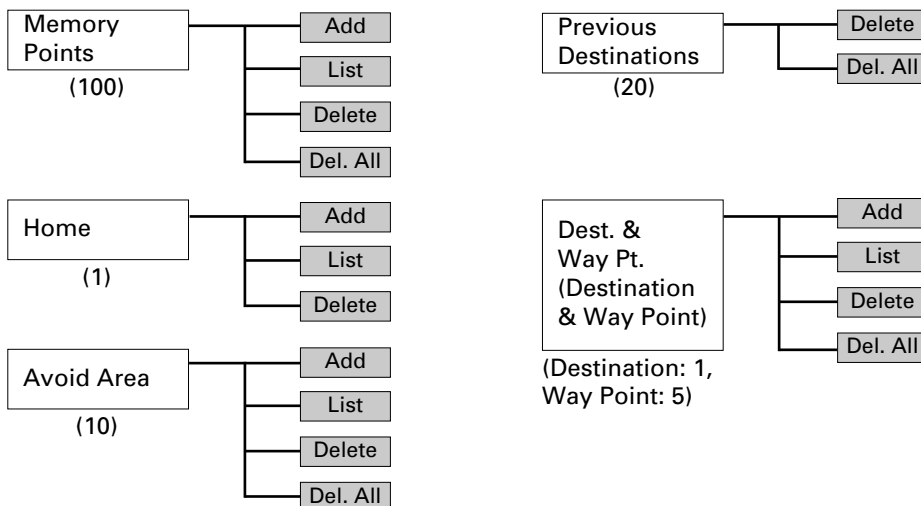 Memory
Points
(100)
Add
List
Delete
Del. All
Home
(1)
Add
List
Delete
Avoid Area
(10)
Add
List
Delete
Del. All
Previous
Destinations
(20)
Delete
Del. All
Dest. &
Way Pt.
(Destination
& Way Point)
(Destination: 1,
Way Point: 5)
Add
List
Delete
Del. All